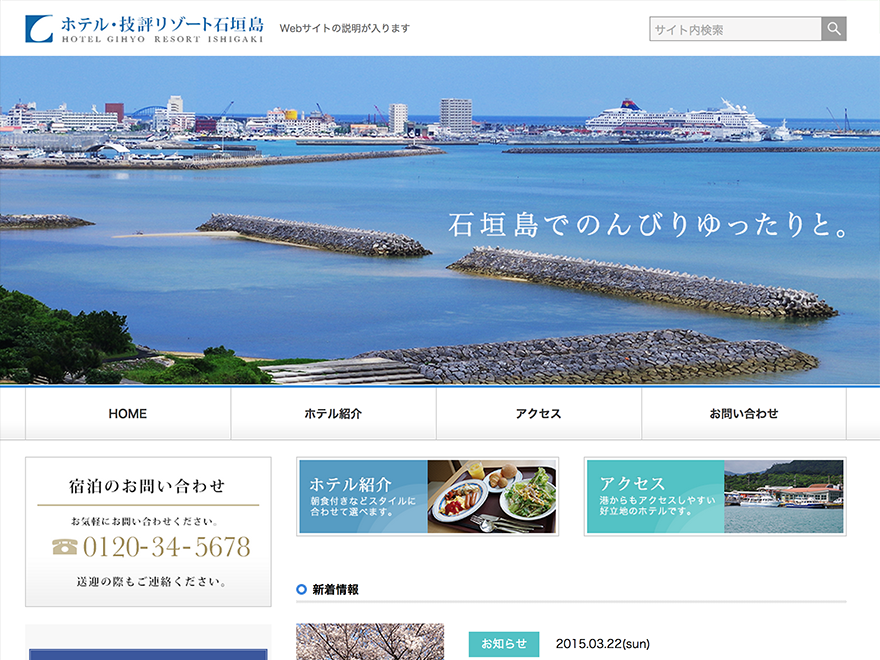 ホテル・技評リゾート石垣島
HOTEL GIHYO RESORT ISHIGAKI
Webサイトの説明が入ります
サイト内検索
石垣島でのんびりゆったりと。
HOME
ホテル紹介
アクセス
お問い合わせ
宿泊のお問い合わせ
お気軽にお問い合わせください。
0120-34-5678
送迎の際もご連絡ください。
ホテル紹介
朝食付きなどスタイルに
合わせて選べます。
アクセス
港からもアクセスしやすい
好立地のホテルです。
新着情報
お知らせ
2015.03.22(sun)